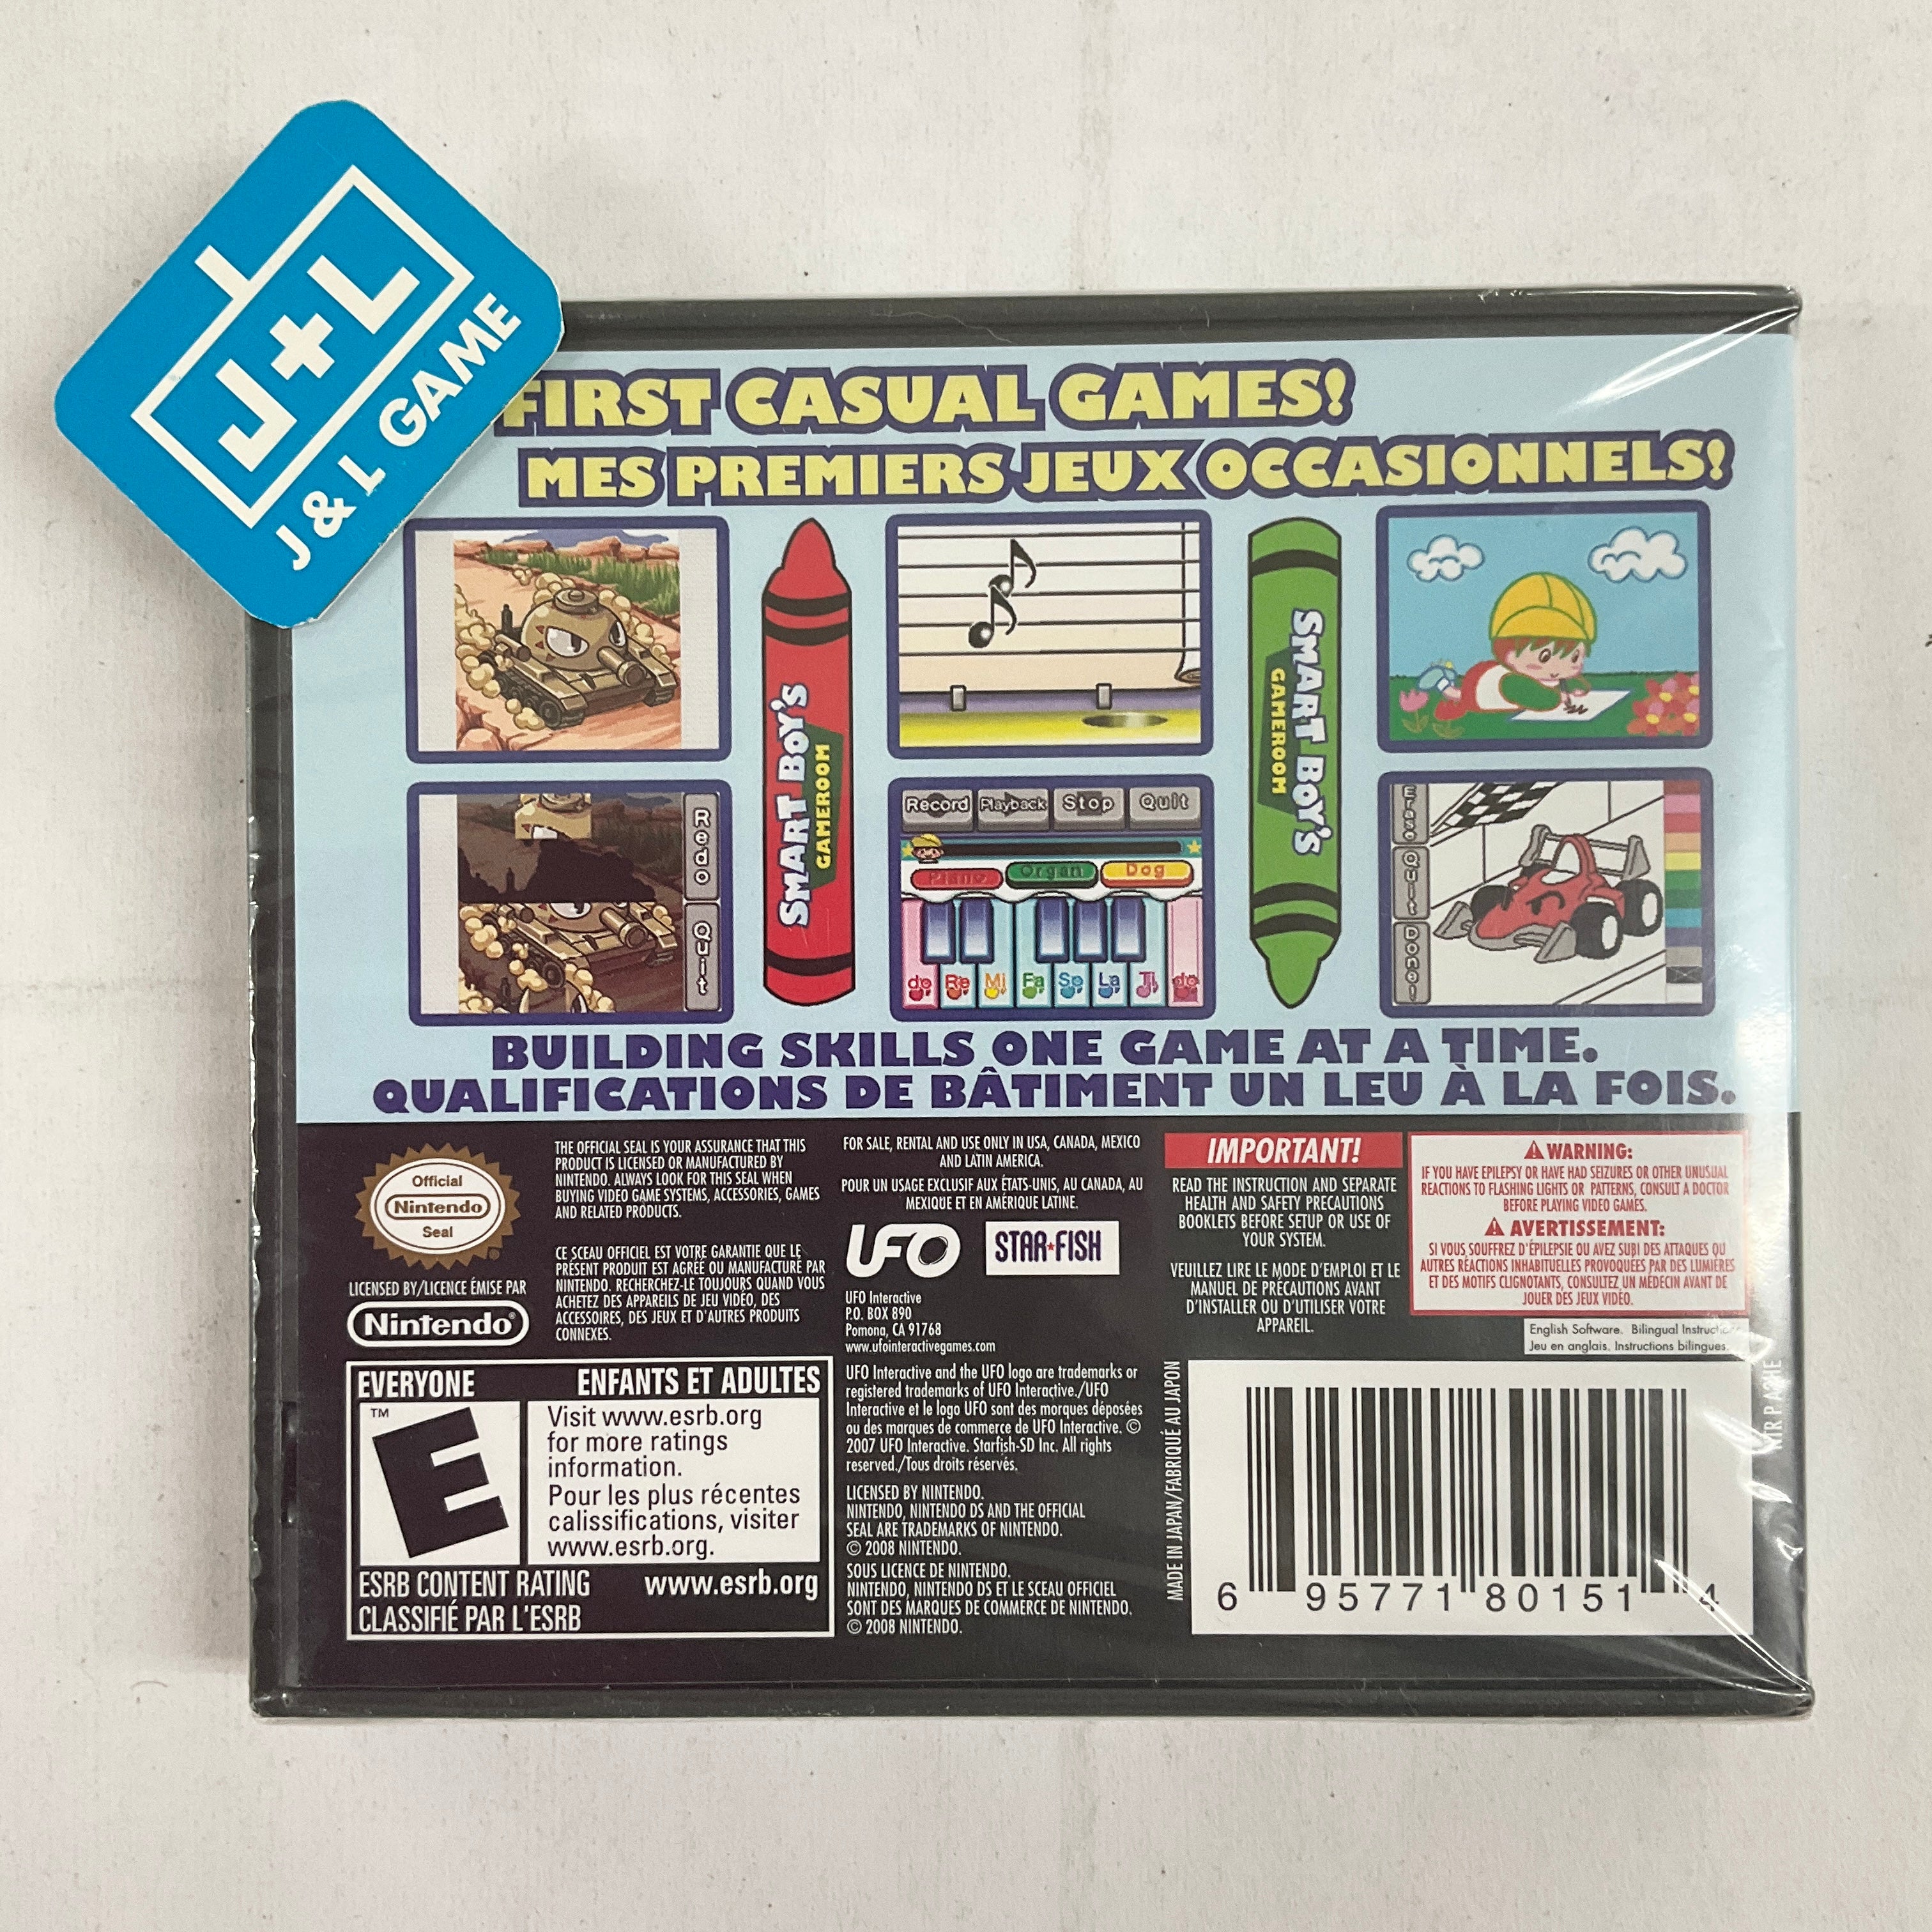 J+L
J & L GAME
FIRST CASUAL GAMES!
MES PREMIERS JEUX OCCASIONNELS!
SMART BOY'S
GAMEROOM
SMART BOY'S
GAMEROOM
Redo
Quit
Record Playback Stop Quit
Piano Organ Dog
do Re Mi Fa So La Ti do
Erase
Quit
Done!
BUILDING SKILLS ONE GAME AT A TIME.
QUALIFICATIONS DE BÂTIMENT UN LEU À LA FOIS.
Official
Nintendo
Seal
LICENSED BY/LICENCE ÉMISE PAR
Nintendo®
THE OFFICIAL SEAL IS YOUR ASSURANCE THAT THIS
PRODUCT IS LICENSED OR MANUFACTURED BY
NINTENDO. ALWAYS LOOK FOR THIS SEAL WHEN
BUYING VIDEO GAME SYSTEMS, ACCESSORIES, GAMES
AND RELATED PRODUCTS.
CE SCEAU OFFICIEL EST VOTRE GARANTIE QUE LE
PRÉSENT PRODUIT EST AGRÉÉ OU MANUFACTURÉ PAR
NINTENDO. RECHERCHEZ-LE TOUJOURS QUAND VOUS
ACHETEZ DES APPAREILS DE JEU VIDÉO, DES
ACCESSOIRES, DES JEUX ET D'AUTRES PRODUITS
CONNEXES.
FOR SALE, RENTAL AND USE ONLY IN USA, CANADA, MEXICO
AND LATIN AMERICA.
POUR UN USAGE EXCLUSIF AUX ÉTATS-UNIS, AU CANADA, AU
MEXIQUE ET EN AMÉRIQUE LATINE.
UFO
STAR★FISH
UFO Interactive
P.O. BOX 890
Pomona, CA 91768
www.ufointeractivegames.com
UFO Interactive and the UFO logo are trademarks or
registered trademarks of UFO Interactive./UFO
Interactive et le logo UFO sont des morques déposées
ou des marques de commerce de UFO Interactive. ©
2007 UFO Interactive. Starfish-SD Inc. All rights
reserved./Tous droits réservés.
LICENSED BY NINTENDO.
NINTENDO, NINTENDO DS AND THE OFFICIAL
SEAL ARE TRADEMARKS OF NINTENDO.
© 2008 NINTENDO.
SOUS LICENCE DE NINTENDO.
NINTENDO, NINTENDO DS ET LE SCEAU OFFICIEL
SONT DES MARQUES DE COMMERCE DE NINTENDO.
© 2008 NINTENDO.
IMPORTANT!
READ THE INSTRUCTION AND SEPARATE
HEALTH AND SAFETY PRECAUTIONS
BOOKLETS BEFORE SETUP OR USE OF
YOUR SYSTEM.
VEUILLEZ LIRE LE MODE D'EMPLOI ET LE
MANUEL DE PRÉCAUTIONS AVANT
D'INSTALLER OU D'UTILISER VOTRE
APPAREIL.
⚠ WARNING:
IF YOU HAVE EPILEPSY OR HAVE HAD SEIZURES OR OTHER UNUSUAL
REACTIONS TO FLASHING LIGHTS OR PATTERNS, CONSULT A DOCTOR
BEFORE PLAYING VIDEO GAMES.
⚠ AVERTISSEMENT:
SI VOUS SOUFFREZ D'ÉPILEPSIE OU AVEZ SUBI DES ATTAQUES OU
AUTRES RÉACTIONS INHABITUELLES PROVOQUÉES PAR DES LUMIÈRES
ET DES MOTIFS CLIGNOTANTS, CONSULTEZ UN MÉDECIN AVANT DE
JOUER DES JEUX VIDÉO.
English Software. Bilingual
Jeu en anglais. Instructions bilingues.
EVERYONE ENFANTS ET ADULTES
TM
E
Visit www.esrb.org
for more ratings
information.
Pour les plus récentes
calissifications, visiter
www.esrb.org.
ESRB CONTENT RATING www.esrb.org
CLASSIFIÉ PAR L'ESRB
MADE IN JAPAN/FABRIQUÉ AU JAPON
6 95771 80151 4